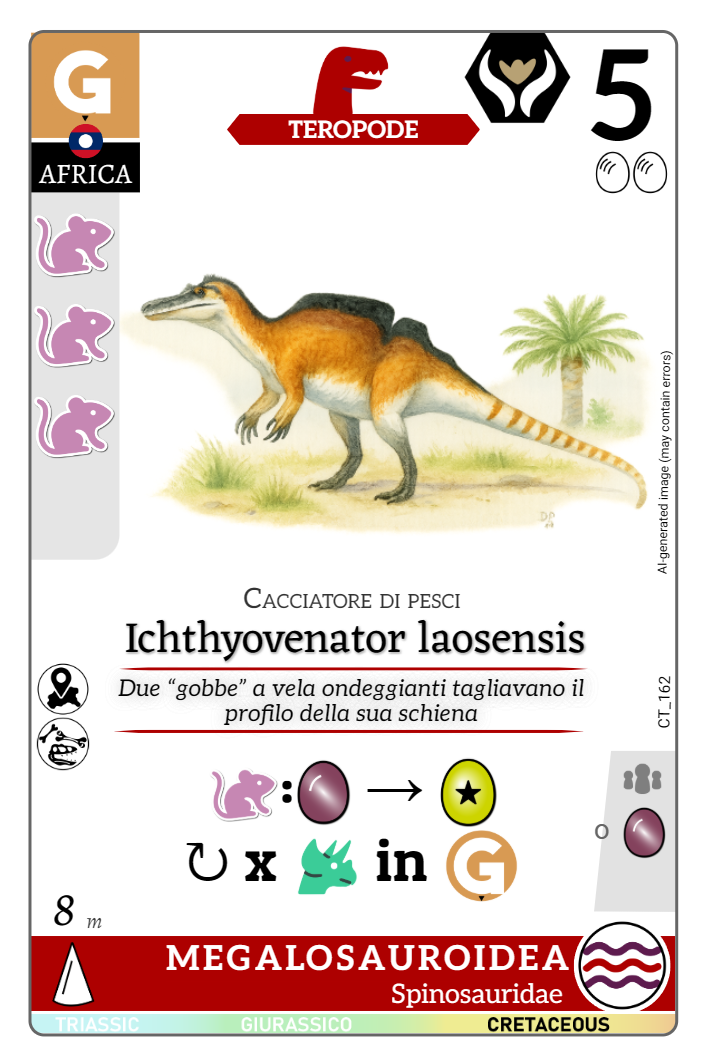 G
AFRICA
TEROPODE
5
AI-generated image (may contain errors)
CACCIATORE DI PESCI
Ichthyovenator laosensis
Due “gobbe” a vela ondeggianti tagliavano il
profilo della sua schiena
CT_162
: →
↻ x in G
o
8 m
MEGALOSAUROIDEA
Spinosauridae
TRIASSIC GIURASSICO CRETACEOUS